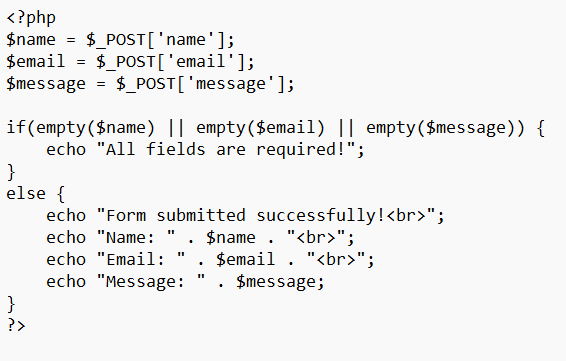 <?php
$name = $_POST['name'];
$email = $_POST['email'];
$message = $_POST['message'];

if(empty($name) || empty($email) || empty($message)) {
    echo "All fields are required!";
}
else {
    echo "Form submitted successfully!<br>";
    echo "Name: " . $name . "<br>";
    echo "Email: " . $email . "<br>";
    echo "Message: " . $message;
}
?>